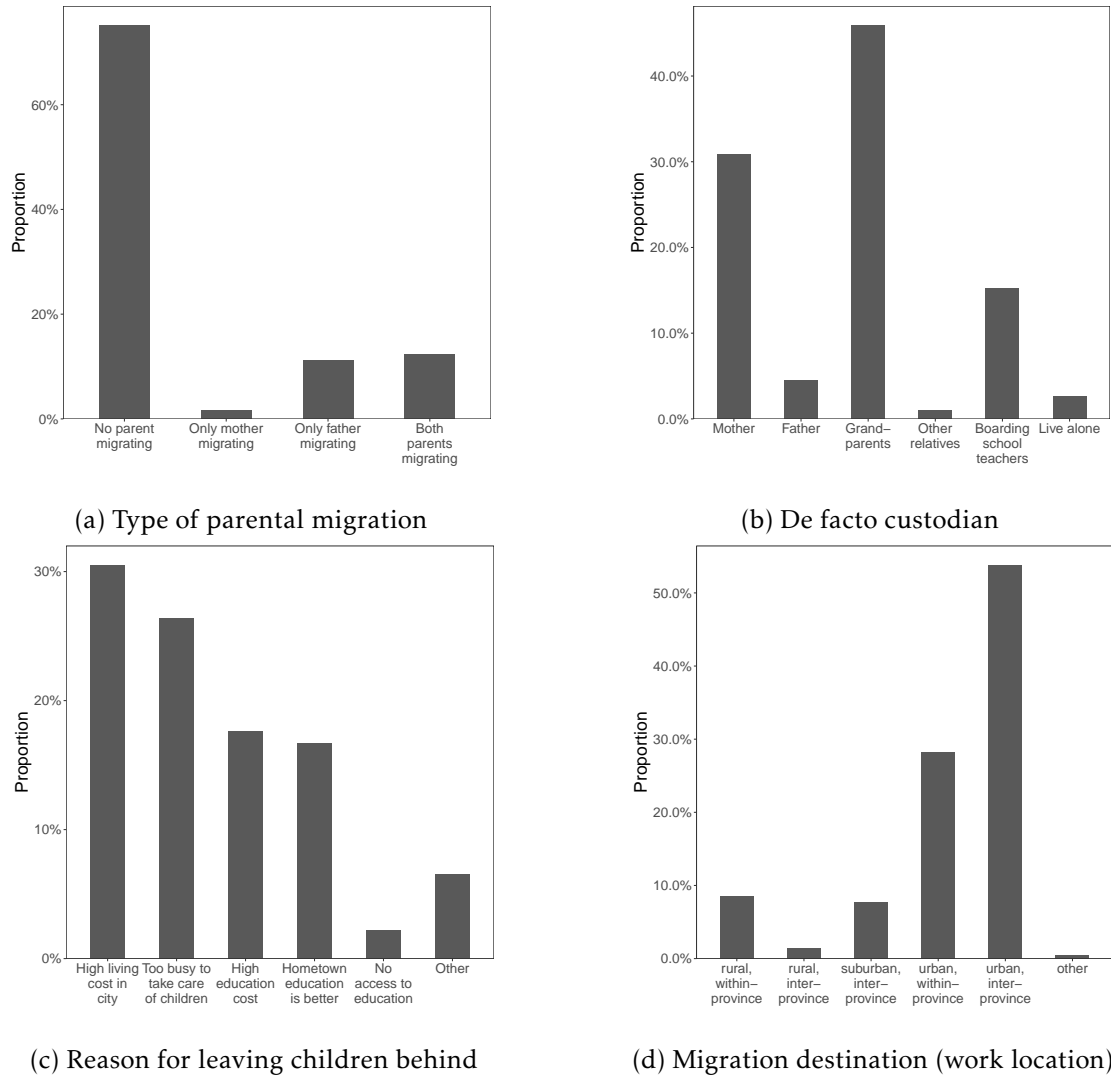 Proportion
60%
40%
20%
0%
No parent
migrating
Only mother
migrating
Only father
migrating
Both
parents
migrating
(a) Type of parental migration
Proportion
40.0%
30.0%
20.0%
10.0%
0.0%
Mother
Father
Grand–
parents
Other
relatives
Boarding
school
teachers
Live alone
(b) De facto custodian
Proportion
30%
20%
10%
0%
High living
cost in
city
Too busy to
take care
of children
High
education
cost
Hometown
education
is better
No
access to
education
Other
(c) Reason for leaving children behind
Proportion
50.0%
40.0%
30.0%
20.0%
10.0%
0.0%
rural,
within–
province
rural,
inter–
province
suburban,
inter–
province
urban,
within–
province
urban,
inter–
province
other
(d) Migration destination (work location)